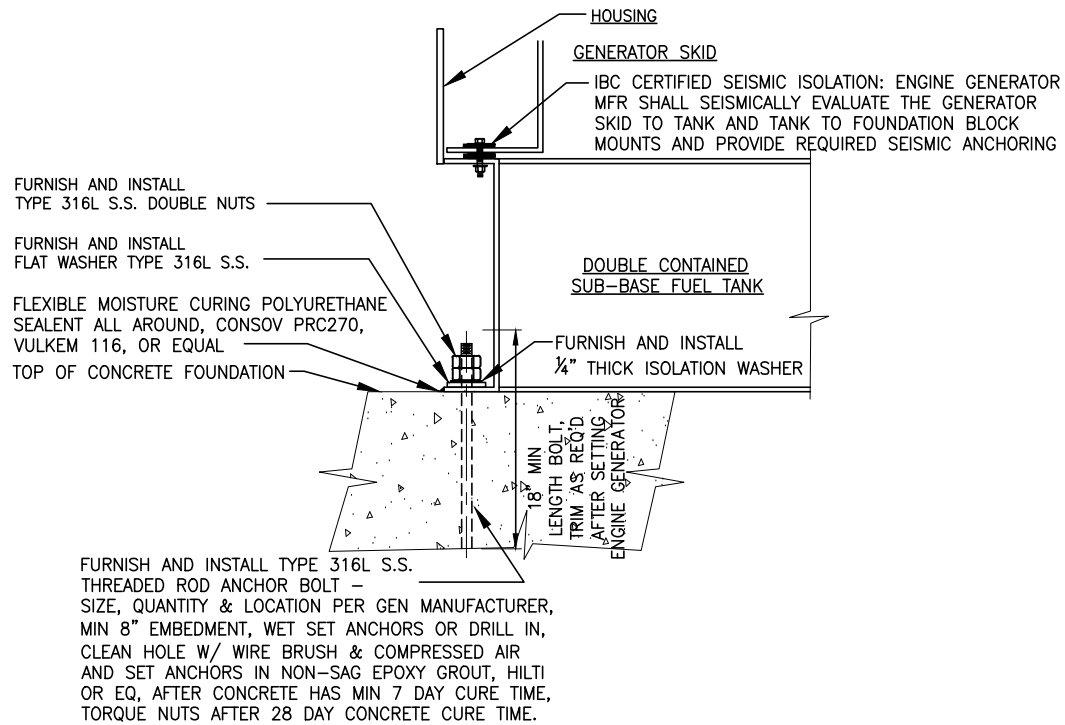 HOUSING
GENERATOR SKID
IBC CERTIFIED SEISMIC ISOLATION: ENGINE GENERATOR
MFR SHALL SEISMICALLY EVALUATE THE GENERATOR
SKID TO TANK AND TANK TO FOUNDATION BLOCK
MOUNTS AND PROVIDE REQUIRED SEISMIC ANCHORING
FURNISH AND INSTALL
TYPE 316L S.S. DOUBLE NUTS
FURNISH AND INSTALL
FLAT WASHER TYPE 316L S.S.
FLEXIBLE MOISTURE CURING POLYURETHANE
SEALENT ALL AROUND, CONSOV PRC270,
VULKEM 116, OR EQUAL
TOP OF CONCRETE FOUNDATION
DOUBLE CONTAINED
SUB-BASE FUEL TANK
FURNISH AND INSTALL
¼" THICK ISOLATION WASHER
18" MIN
LENGTH BOLT,
TRIM AS REQ'D
AFTER SETTING
ENGINE GENERATOR
FURNISH AND INSTALL TYPE 316L S.S.
THREADED ROD ANCHOR BOLT –
SIZE, QUANTITY & LOCATION PER GEN MANUFACTURER,
MIN 8" EMBEDMENT, WET SET ANCHORS OR DRILL IN,
CLEAN HOLE W/ WIRE BRUSH & COMPRESSED AIR
AND SET ANCHORS IN NON-SAG EPOXY GROUT, HILTI
OR EQ, AFTER CONCRETE HAS MIN 7 DAY CURE TIME,
TORQUE NUTS AFTER 28 DAY CONCRETE CURE TIME.